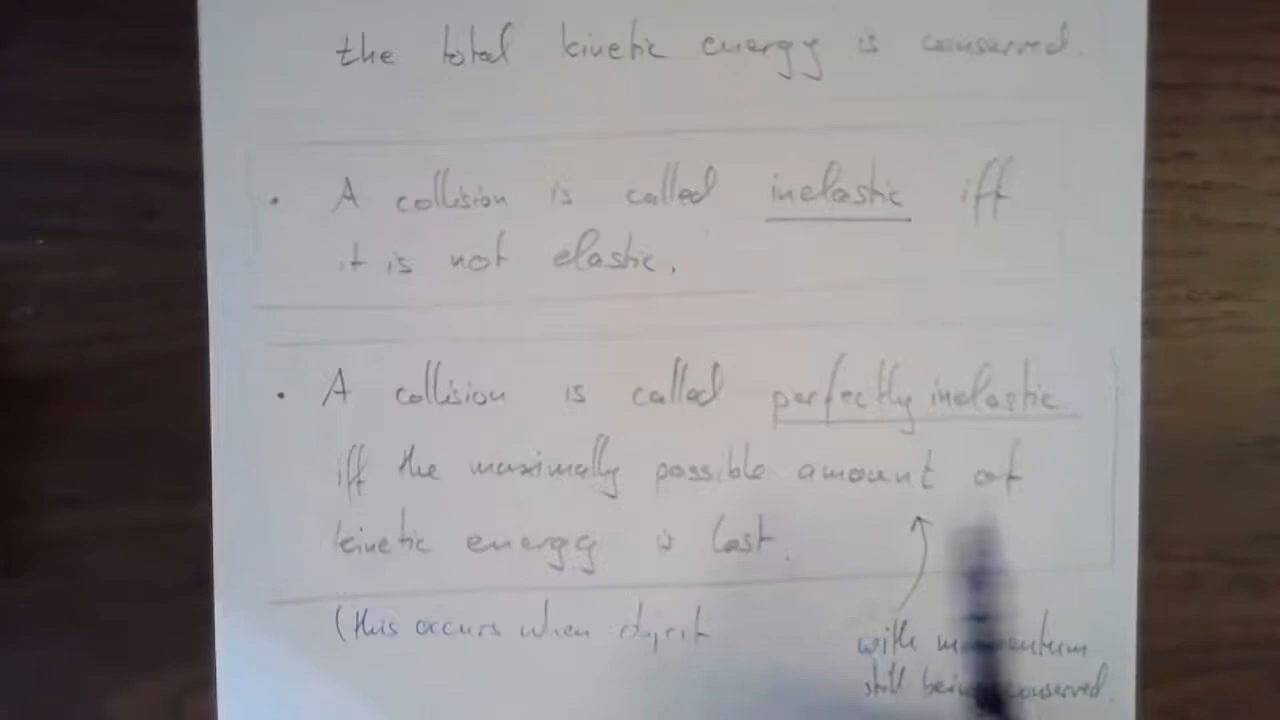 the total kinetic energy is conserved.
· A collision is called inelastic iff
it is not elastic.
· A collision is called perfectly inelastic
iff the maximally possible amount of
kinetic energy is lost.
(this occurs when object
with momentum
still being conserved.